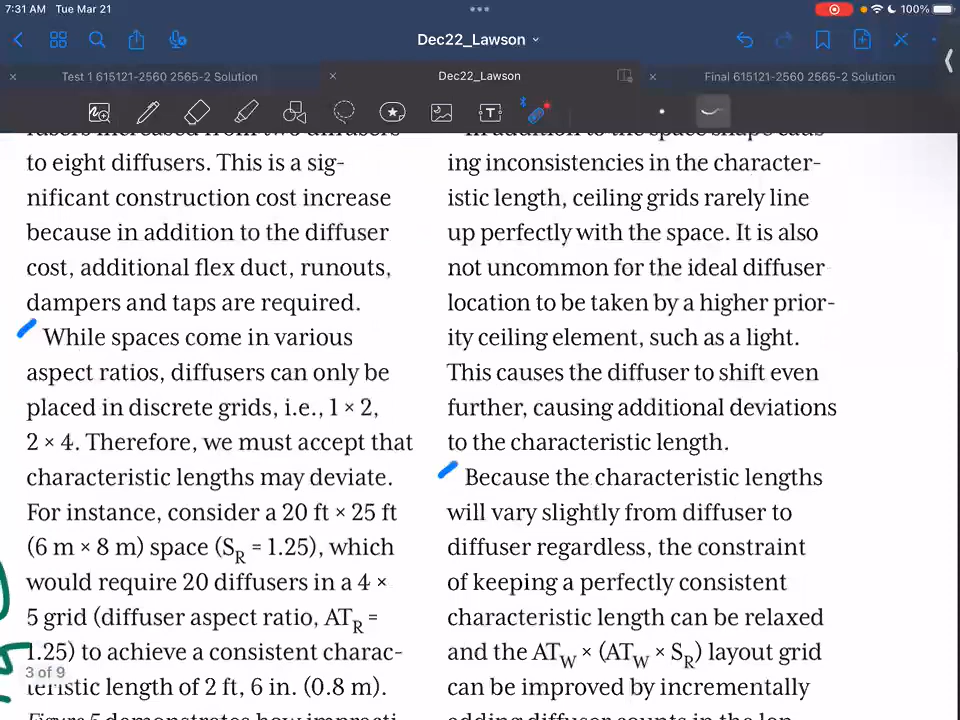 7:31 AM Tue Mar 21
100%
Dec22_Lawson
Test 1 615121-2560 2565-2 Solution
Dec22_Lawson
Final 615121-2560 2565-2 Solution
to eight diffusers. This is a sig-
nificant construction cost increase
because in addition to the diffuser
cost, additional flex duct, runouts,
dampers and taps are required.
While spaces come in various
aspect ratios, diffusers can only be
placed in discrete grids, i.e., 1 × 2,
2 × 4. Therefore, we must accept that
characteristic lengths may deviate.
For instance, consider a 20 ft × 25 ft
(6 m × 8 m) space (SR = 1.25), which
would require 20 diffusers in a 4 ×
5 grid (diffuser aspect ratio, ATR =
1.25) to achieve a consistent charac-
teristic length of 2 ft, 6 in. (0.8 m).
3 of 9
In addition to the space shape caus-
ing inconsistencies in the character-
istic length, ceiling grids rarely line
up perfectly with the space. It is also
not uncommon for the ideal diffuser
location to be taken by a higher prior-
ity ceiling element, such as a light.
This causes the diffuser to shift even
further, causing additional deviations
to the characteristic length.
Because the characteristic lengths
will vary slightly from diffuser to
diffuser regardless, the constraint
of keeping a perfectly consistent
characteristic length can be relaxed
and the ATW × (ATW × SR) layout grid
can be improved by incrementally